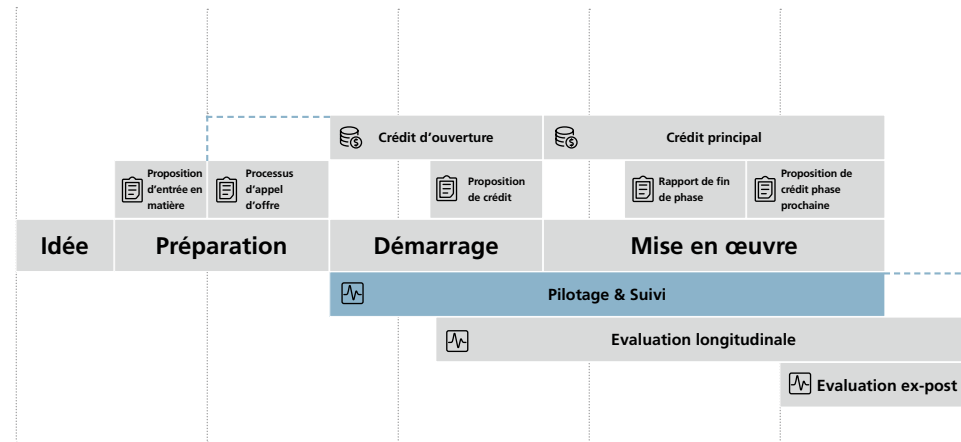 Crédit d’ouverture
Crédit principal
Proposition
d’entrée en
matière
Processus
d’appel
d’offre
Proposition
de crédit
Rapport de fin
de phase
Proposition de
crédit phase
prochaine
Idée
Préparation
Démarrage
Mise en œuvre
Pilotage & Suivi
Evaluation longitudinale
Evaluation ex-post